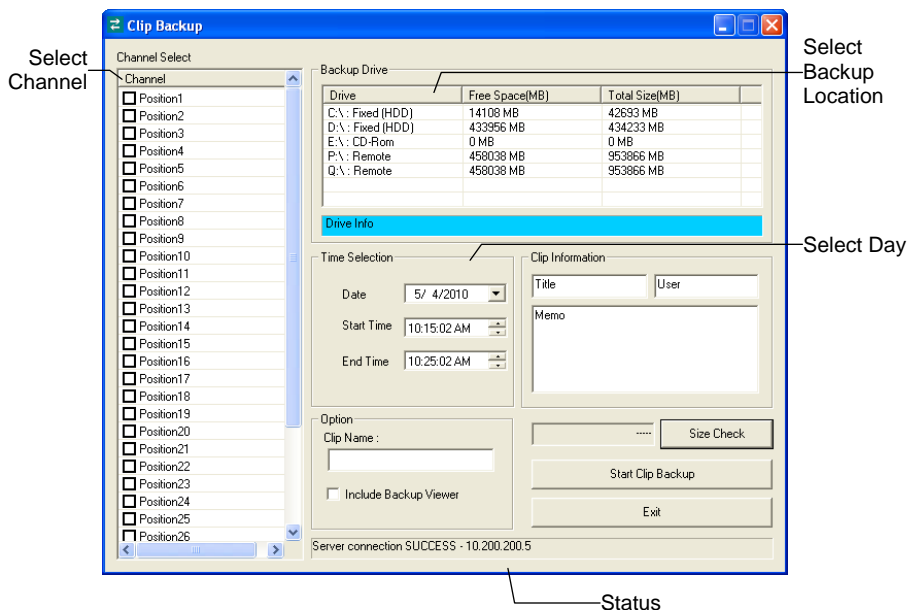 Clip Backup
Select
Channel
Select
Backup
Location
Select Day
Status
Channel Select
Channel
Position1
Position2
Position3
Position4
Position5
Position6
Position7
Position8
Position9
Position10
Position11
Position12
Position13
Position14
Position15
Position16
Position17
Position18
Position19
Position20
Position21
Position22
Position23
Position24
Position25
Position26
Backup Drive
Drive Free Space(MB) Total Size(MB)
C:\ : Fixed (HDD) 14108 MB 42693 MB
D:\ : Fixed (HDD) 433956 MB 434233 MB
E:\ : CD-Rom 0 MB 0 MB
P:\ : Remote 458038 MB 953866 MB
Q:\ : Remote 458038 MB 953866 MB
Drive Info
Time Selection
Date 5/ 4/2010
Start Time 10:15:02 AM
End Time 10:25:02 AM
Clip Information
Title User
Memo
Option
Clip Name :
Include Backup Viewer
----- Size Check
Start Clip Backup
Exit
Server connection SUCCESS - 10.200.200.5